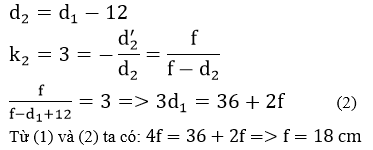 d₂ = d₁ − 12
k₂ = 3 = −d′₂/d₂ = f/(f − d₂)
f/(f−d₁+12) = 3 => 3d₁ = 36 + 2f (2)
Từ (1) và (2) ta có: 4f = 36 + 2f => f = 18 cm